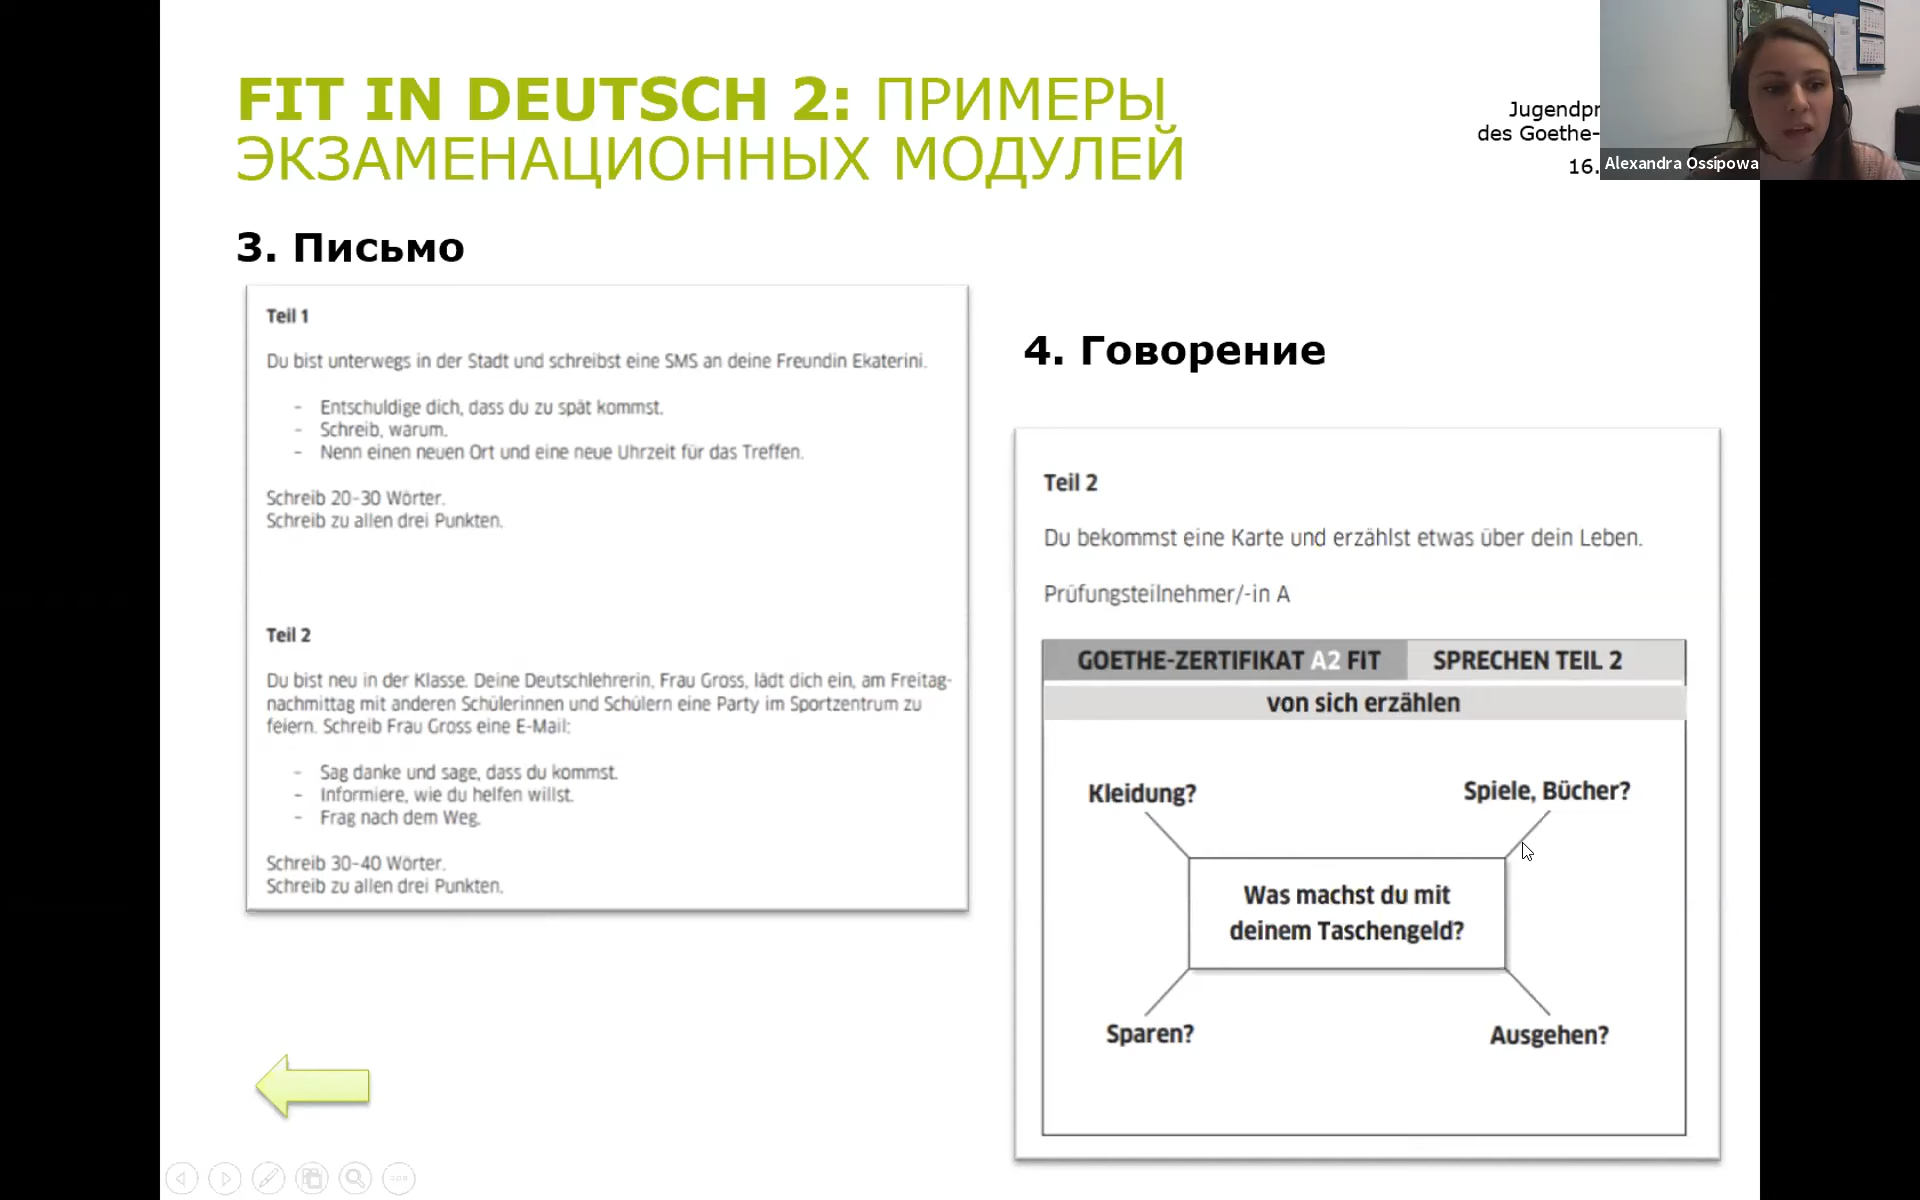 FIT IN DEUTSCH 2: ПРИМЕРЫ
ЭКЗАМЕНАЦИОННЫХ МОДУЛЕЙ
des Goethe-
16.
Alexandra Ossipowa
3. Письмо
Teil 1
Du bist unterwegs in der Stadt und schreibst eine SMS an deine Freundin Ekaterini.
- Entschuldige dich, dass du zu spät kommst.
- Schreib, warum.
- Nenn einen neuen Ort und eine neue Uhrzeit für das Treffen.
Schreib 20-30 Wörter.
Schreib zu allen drei Punkten.
Teil 2
Du bist neu in der Klasse. Deine Deutschlehrerin, Frau Gross, lädt dich ein, am Freitag-
nachmittag mit anderen Schülerinnen und Schülern eine Party im Sportzentrum zu
feiern. Schreib Frau Gross eine E-Mail:
- Sag danke und sage, dass du kommst.
- Informiere, wie du helfen willst.
- Frag nach dem Weg.
Schreib 30-40 Wörter.
Schreib zu allen drei Punkten.
4. Говорение
Teil 2
Du bekommst eine Karte und erzählst etwas über dein Leben.
Prüfungsteilnehmer/-in A
GOETHE-ZERTIFIKAT A2 FIT SPRECHEN TEIL 2
von sich erzählen
Kleidung? Spiele, Bücher?
Was machst du mit
deinem Taschengeld?
Sparen? Ausgehen?